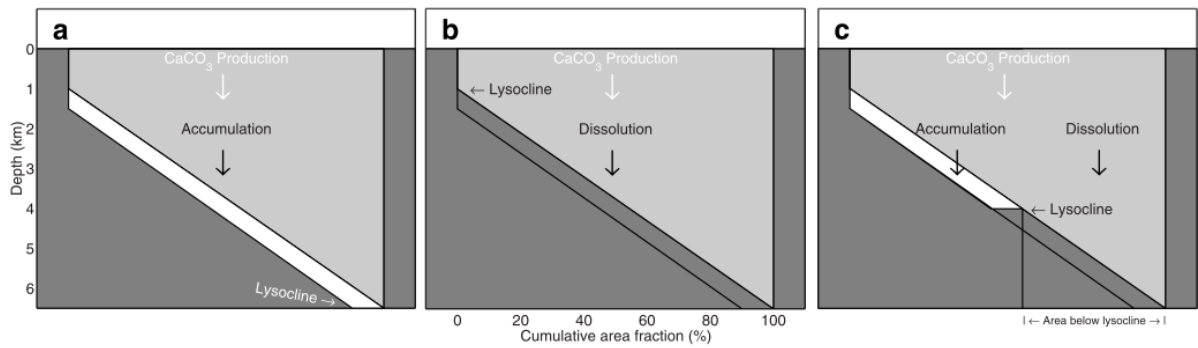 a
CaCO₃ Production
Accumulation
Lysocline →
0
1
2
3
4
5
6
Depth (km)
b
CaCO₃ Production
← Lysocline
Dissolution
0 20 40 60 80 100
Cumulative area fraction (%)
c
CaCO₃ Production
Accumulation Dissolution
← Lysocline
|← Area below lysocline →|